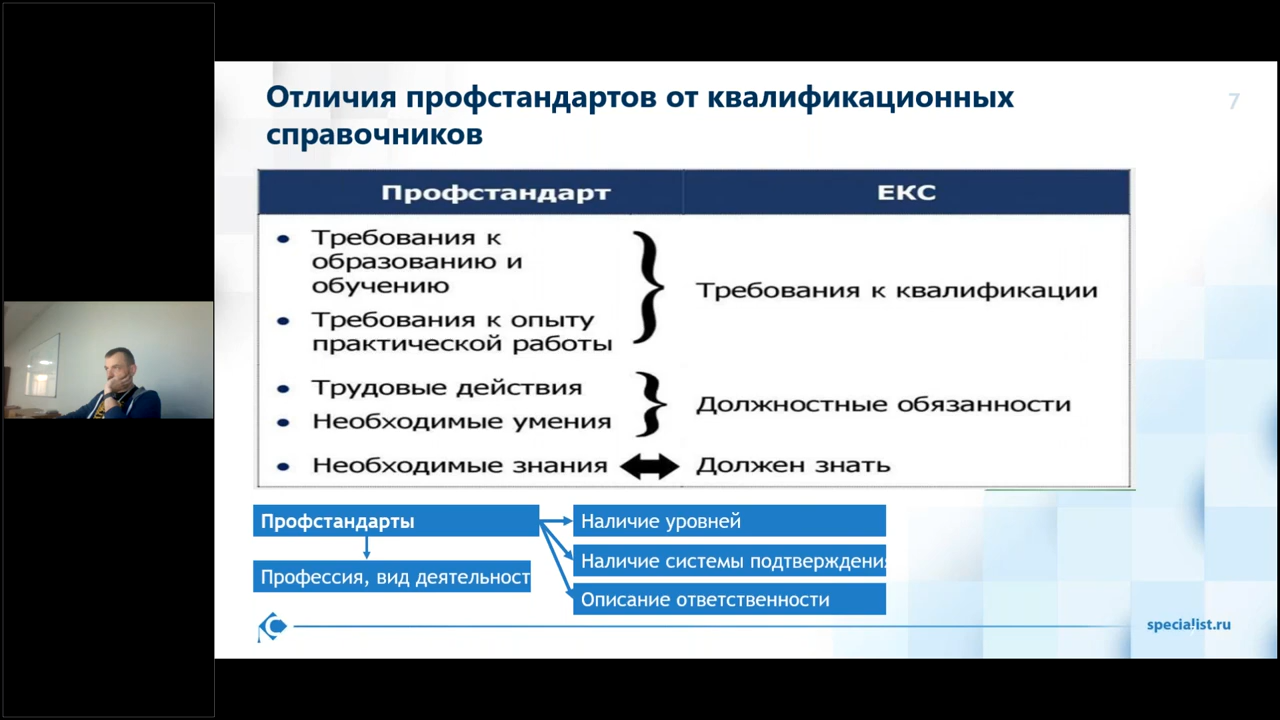 Отличия профстандартов от квалификационных
справочников
7
Профстандарт
ЕКС
Требования к
образованию и
обучению
Требования к опыту
практической работы
Требования к квалификации
Трудовые действия
Необходимые умения
Должностные обязанности
Необходимые знания
Должен знать
Профстандарты
Профессия, вид деятельност
Наличие уровней
Наличие системы подтверждени
Описание ответственности
specialist.ru